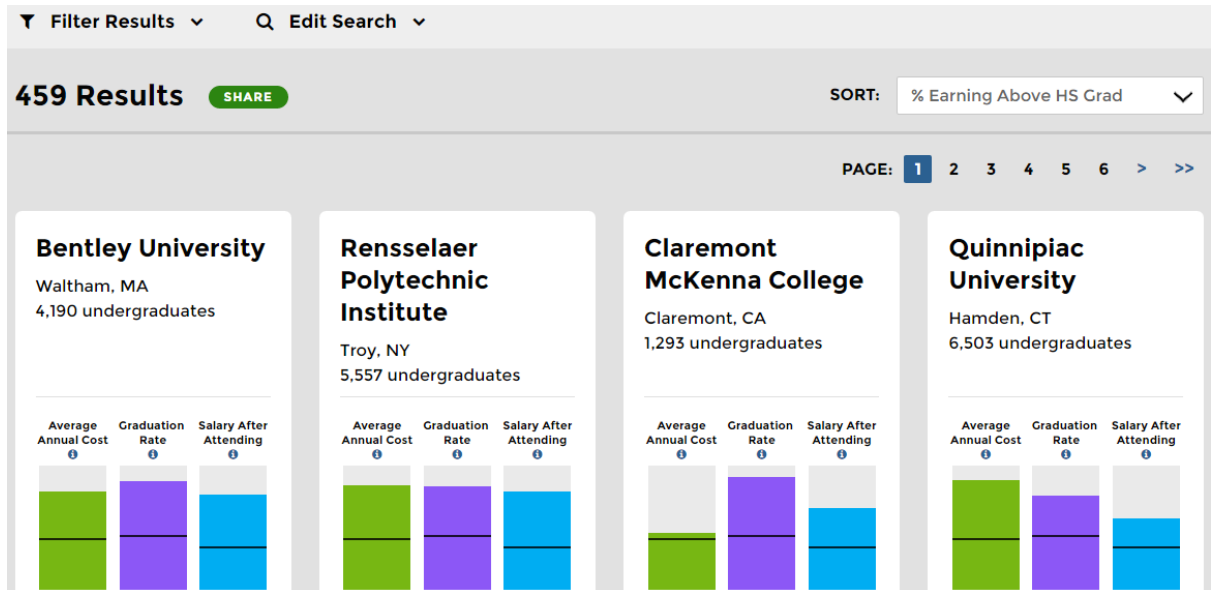 Filter Results
Edit Search
459 Results
SHARE
SORT:
% Earning Above HS Grad
PAGE: 1 2 3 4 5 6 > >>
Bentley University
Waltham, MA
4,190 undergraduates
Average
Annual Cost
Graduation
Rate
Salary After
Attending
Rensselaer
Polytechnic
Institute
Troy, NY
5,557 undergraduates
Average
Annual Cost
Graduation
Rate
Salary After
Attending
Claremont
McKenna College
Claremont, CA
1,293 undergraduates
Average
Annual Cost
Graduation
Rate
Salary After
Attending
Quinnipiac
University
Hamden, CT
6,503 undergraduates
Average
Annual Cost
Graduation
Rate
Salary After
Attending